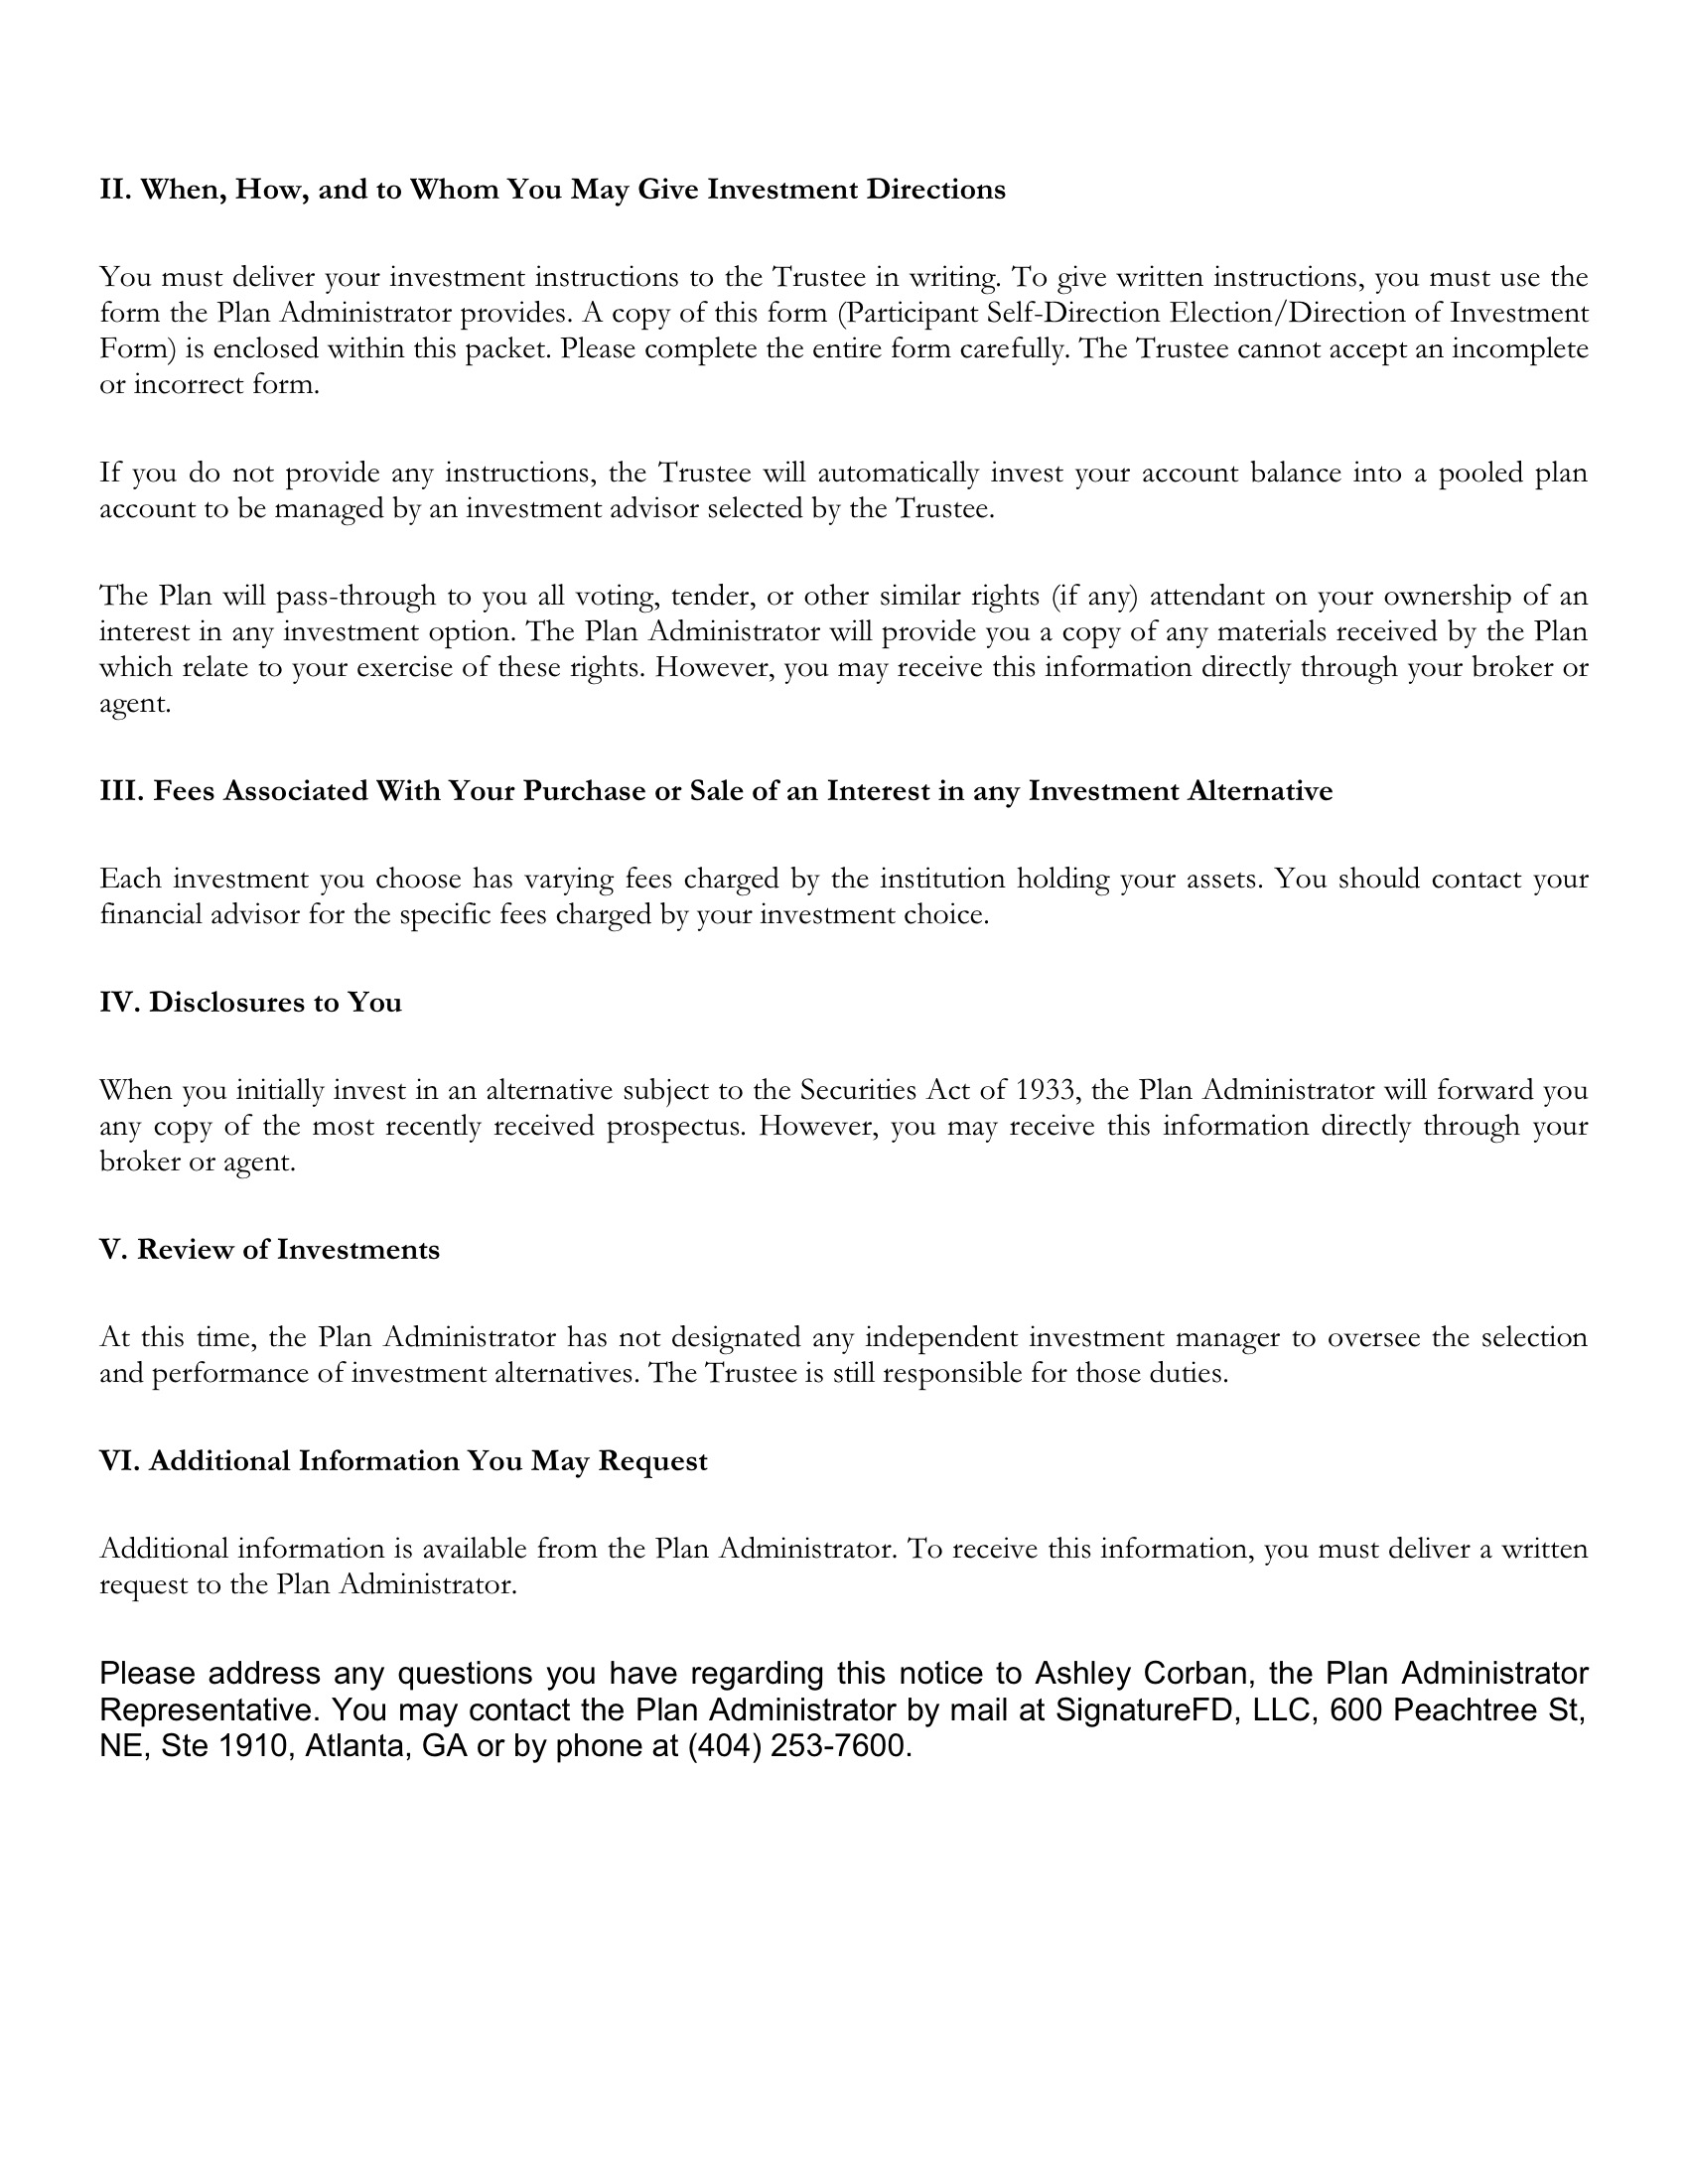 II. When, How, and to Whom You May Give Investment Directions
You must deliver your investment instructions to the Trustee in writing. To give written instructions, you must use the
form the Plan Administrator provides. A copy of this form (Participant Self-Direction Election/Direction of Investment
Form) is enclosed within this packet. Please complete the entire form carefully. The Trustee cannot accept an incomplete
or incorrect form.
If you do not provide any instructions, the Trustee will automatically invest your account balance into a pooled plan
account to be managed by an investment advisor selected by the Trustee.
The Plan will pass-through to you all voting, tender, or other similar rights (if any) attendant on your ownership of an
interest in any investment option. The Plan Administrator will provide you a copy of any materials received by the Plan
which relate to your exercise of these rights. However, you may receive this information directly through your broker or
agent.
III. Fees Associated With Your Purchase or Sale of an Interest in any Investment Alternative
Each investment you choose has varying fees charged by the institution holding your assets. You should contact your
financial advisor for the specific fees charged by your investment choice.
IV. Disclosures to You
When you initially invest in an alternative subject to the Securities Act of 1933, the Plan Administrator will forward you
any copy of the most recently received prospectus. However, you may receive this information directly through your
broker or agent.
V. Review of Investments
At this time, the Plan Administrator has not designated any independent investment manager to oversee the selection
and performance of investment alternatives. The Trustee is still responsible for those duties.
VI. Additional Information You May Request
Additional information is available from the Plan Administrator. To receive this information, you must deliver a written
request to the Plan Administrator.
Please address any questions you have regarding this notice to Ashley Corban, the Plan Administrator
Representative. You may contact the Plan Administrator by mail at SignatureFD, LLC, 600 Peachtree St,
NE, Ste 1910, Atlanta, GA or by phone at (404) 253-7600.